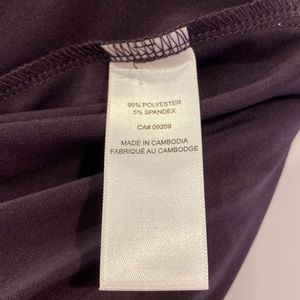 95% POLYESTER
5% SPANDEX
CA# 09209
MADE IN CAMBODIA
FABRIQUÉ AU CAMBODGE